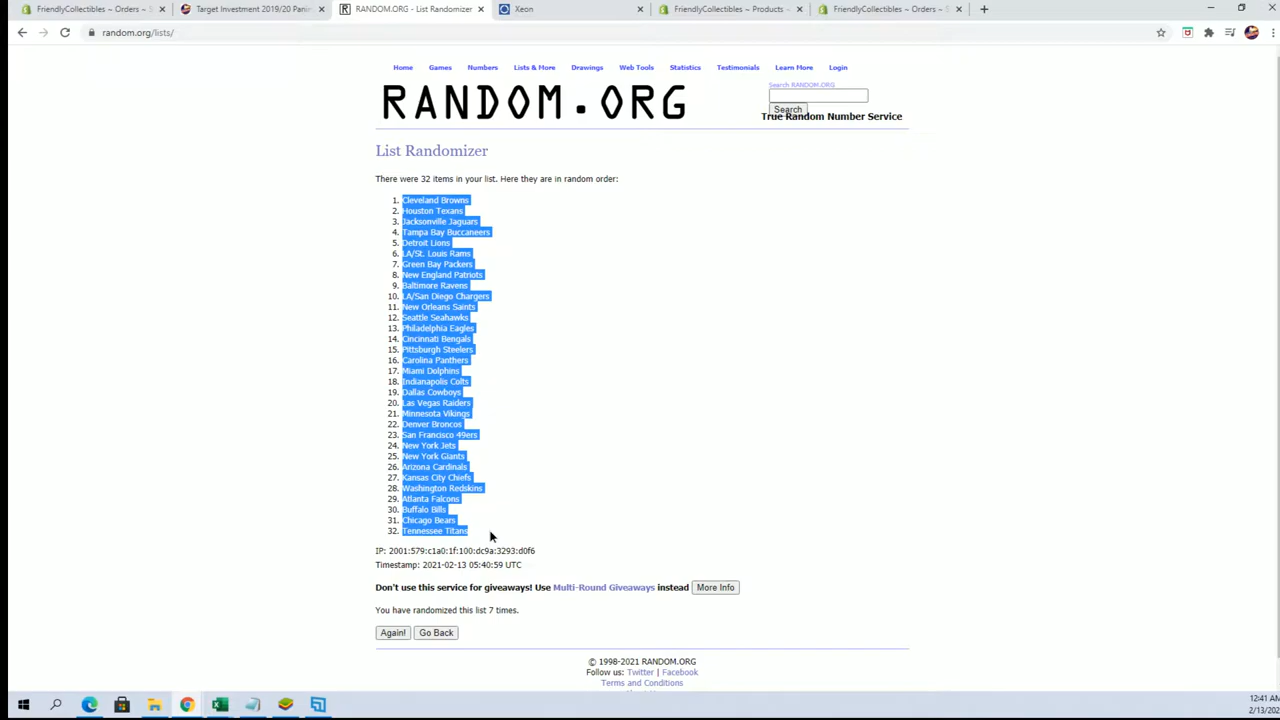 FriendlyCollectibles ~ Orders ~ S
Target Investment 2019/20 Panin
RANDOM.ORG - List Randomizer
Xeon
FriendlyCollectibles ~ Products ~
FriendlyCollectibles ~ Orders ~ S
random.org/lists/
Home Games Numbers Lists & More Drawings Web Tools Statistics Testimonials Learn More Login
Search RANDOM.ORG
RANDOM.ORG
Search
True Random Number Service
List Randomizer
There were 32 items in your list. Here they are in random order:
1. Cleveland Browns
2. Houston Texans
3. Jacksonville Jaguars
4. Tampa Bay Buccaneers
5. Detroit Lions
6. LA/St. Louis Rams
7. Green Bay Packers
8. New England Patriots
9. Baltimore Ravens
10. LA/San Diego Chargers
11. New Orleans Saints
12. Seattle Seahawks
13. Philadelphia Eagles
14. Cincinnati Bengals
15. Pittsburgh Steelers
16. Carolina Panthers
17. Miami Dolphins
18. Indianapolis Colts
19. Dallas Cowboys
20. Las Vegas Raiders
21. Minnesota Vikings
22. Denver Broncos
23. San Francisco 49ers
24. New York Jets
25. New York Giants
26. Arizona Cardinals
27. Kansas City Chiefs
28. Washington Redskins
29. Atlanta Falcons
30. Buffalo Bills
31. Chicago Bears
32. Tennessee Titans
IP: 2001:579:c1a0:1f:100:dc9a:3293:d0f6
Timestamp: 2021-02-13 05:40:59 UTC
Don't use this service for giveaways! Use Multi-Round Giveaways instead More Info
You have randomized this list 7 times.
Again! Go Back
© 1998-2021 RANDOM.ORG
Follow us: Twitter | Facebook
Terms and Conditions
12:41 AM
2/13/202